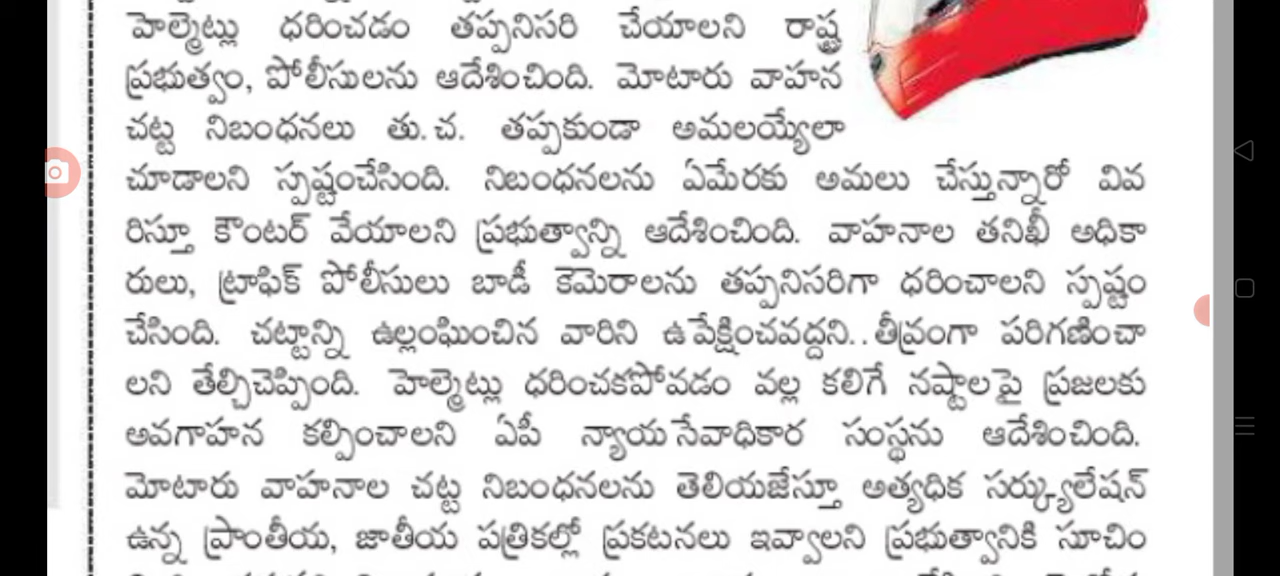 హెల్మెట్లు ధరించడం తప్పనిసరి చేయాలని రాష్ట్ర
ప్రభుత్వం, పోలీసులను ఆదేశించింది. మోటారు వాహన
చట్ట నిబంధనలు తు.చ. తప్పకుండా అమలయ్యేలా
చూడాలని స్పష్టంచేసింది. నిబంధనలను ఏమేరకు అమలు చేస్తున్నారో వివ
రిస్తూ కౌంటర్ వేయాలని ప్రభుత్వాన్ని ఆదేశించింది. వాహనాల తనిఖీ అధికా
రులు, ట్రాఫిక్ పోలీసులు బాడీ కెమెరాలను తప్పనిసరిగా ధరించాలని స్పష్టం
చేసింది. చట్టాన్ని ఉల్లంఘించిన వారిని ఉపేక్షించవద్దని..తీవ్రంగా పరిగణించా
లని తేల్చిచెప్పింది. హెల్మెట్లు ధరించకపోవడం వల్ల కలిగే నష్టాలపై ప్రజలకు
అవగాహన కల్పించాలని ఏపీ న్యాయసేవాధికార సంస్థను ఆదేశించింది.
మోటారు వాహనాల చట్ట నిబంధనలను తెలియజేస్తూ అత్యధిక సర్క్యులేషన్
ఉన్న ప్రాంతీయ, జాతీయ పత్రికల్లో ప్రకటనలు ఇవ్వాలని ప్రభుత్వానికి సూచిం